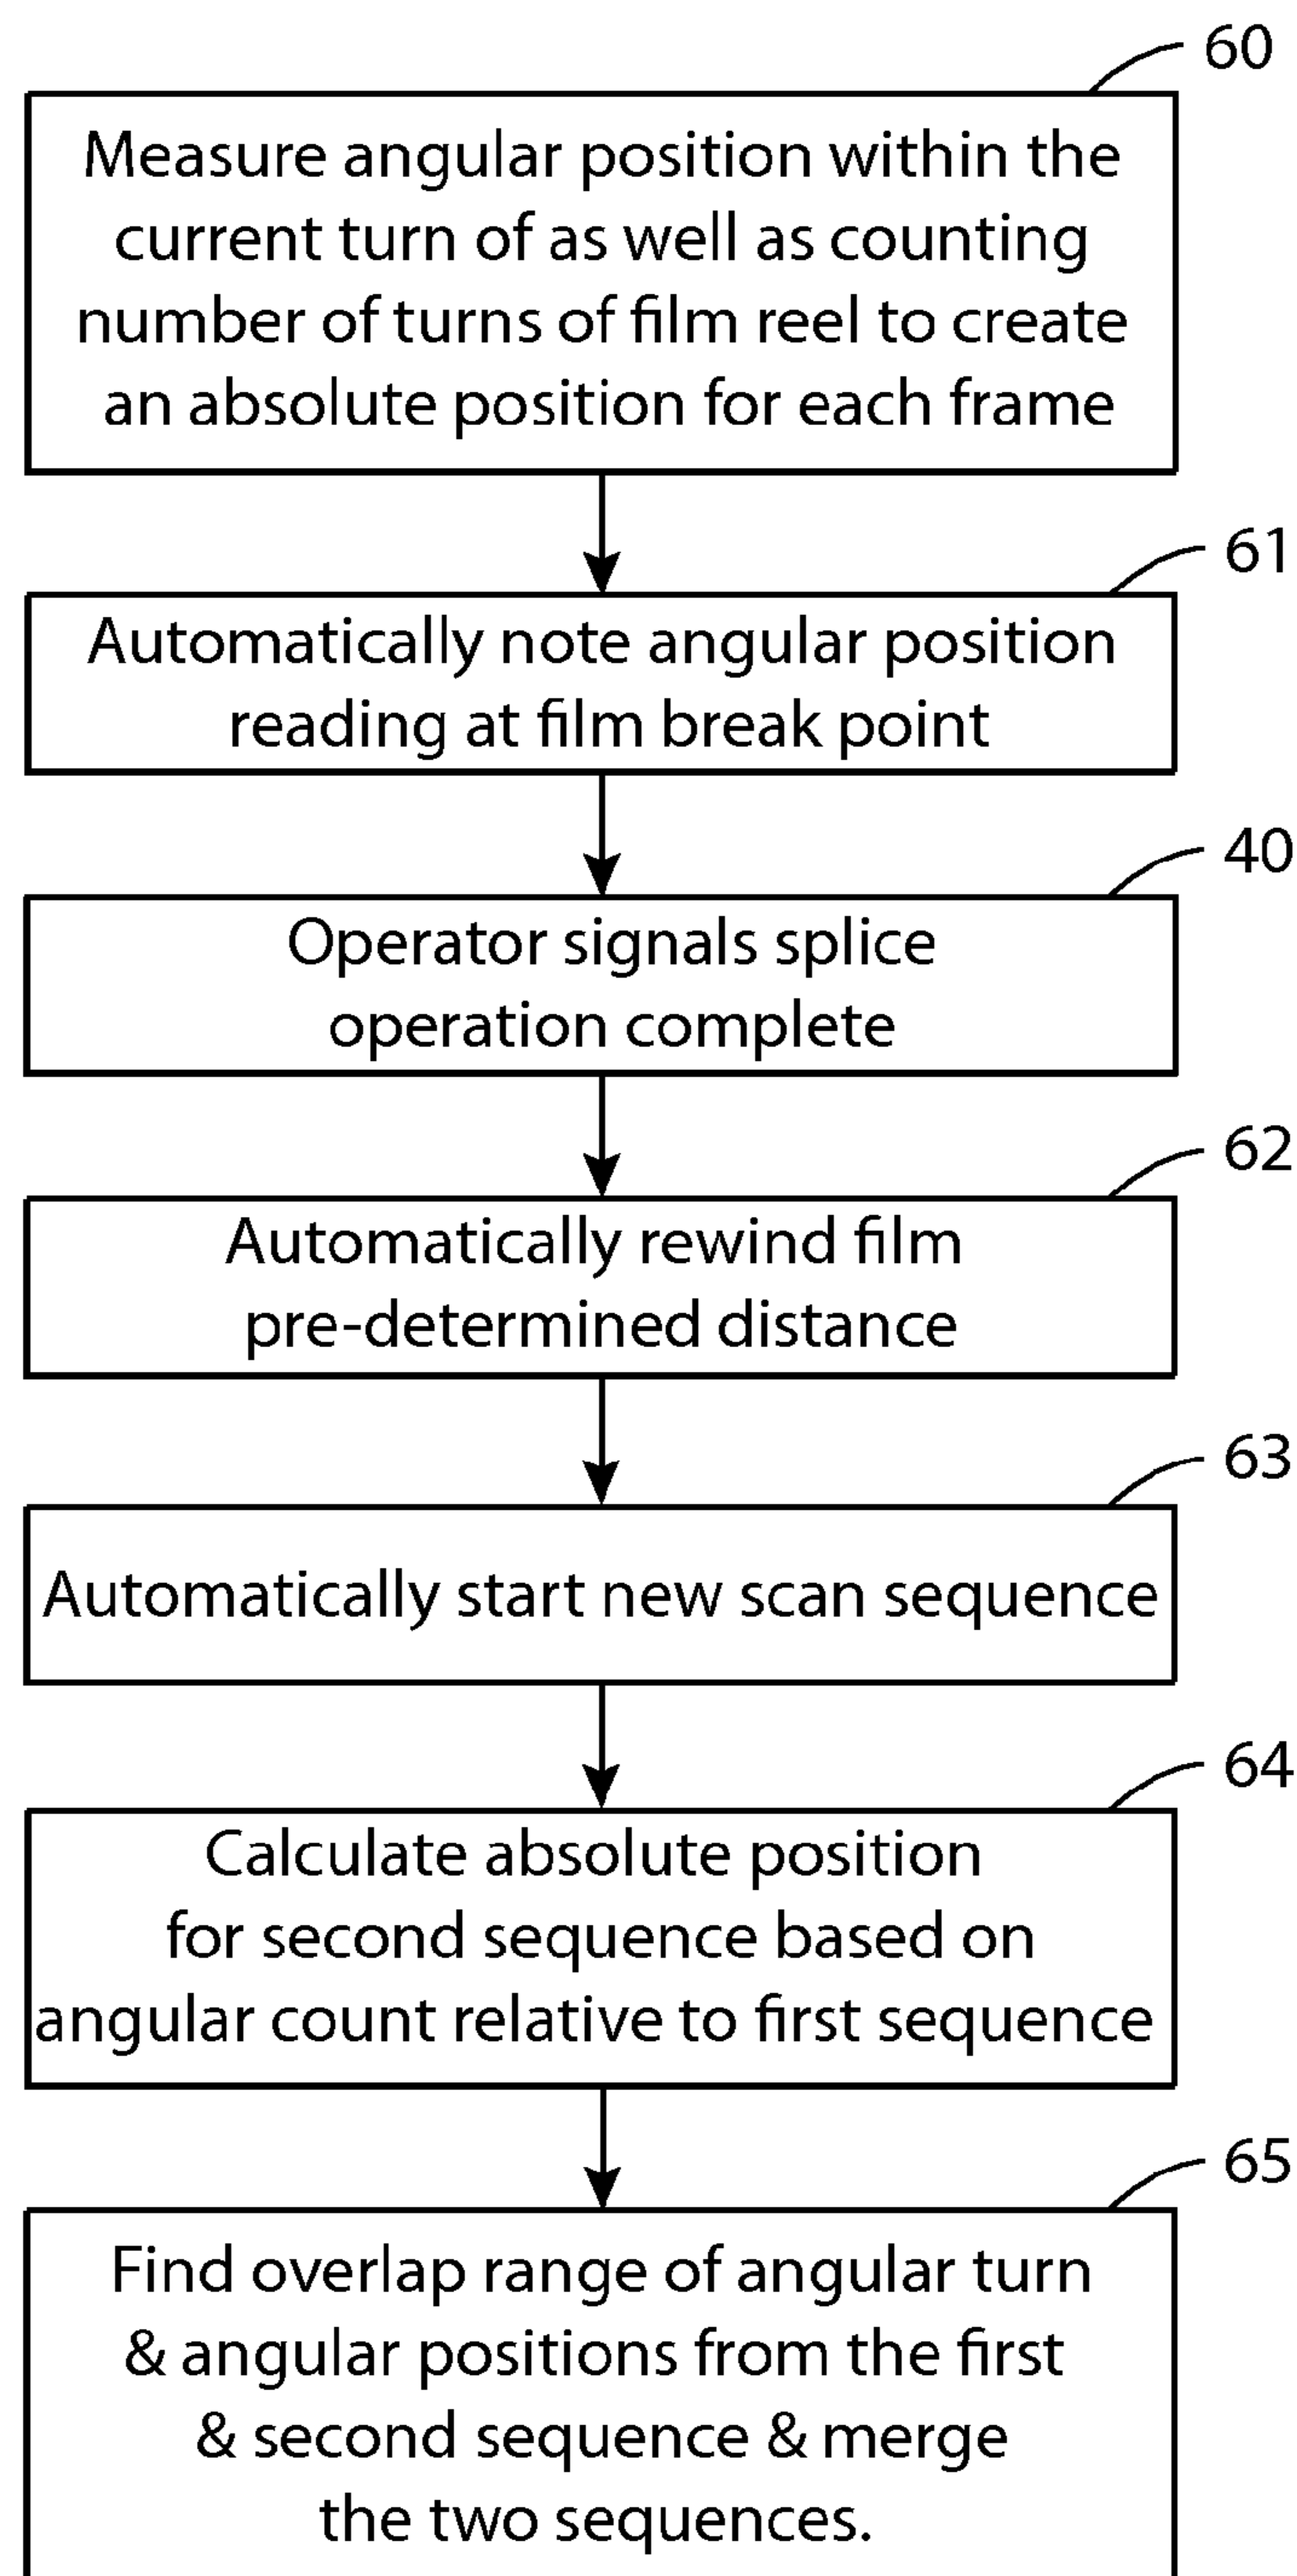 60
Measure angular position within the
current turn of as well as counting
number of turns of film reel to create
an absolute position for each frame
61
Automatically note angular position
reading at film break point
40
Operator signals splice
operation complete
62
Automatically rewind film
pre-determined distance
63
Automatically start new scan sequence
64
Calculate absolute position
for second sequence based on
angular count relative to first sequence
65
Find overlap range of angular turn
& angular positions from the first
& second sequence & merge
the two sequences.